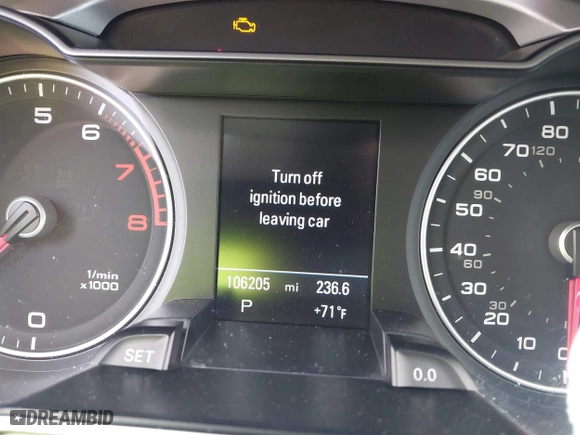 5
6
7
8
1/min
x1000
0
Turn off
ignition before
leaving car
106205 mi 236.6
P +71°F
SET
0.0
80
70 120
60
90
50
40
60
30
30
20
10
DREAMBID